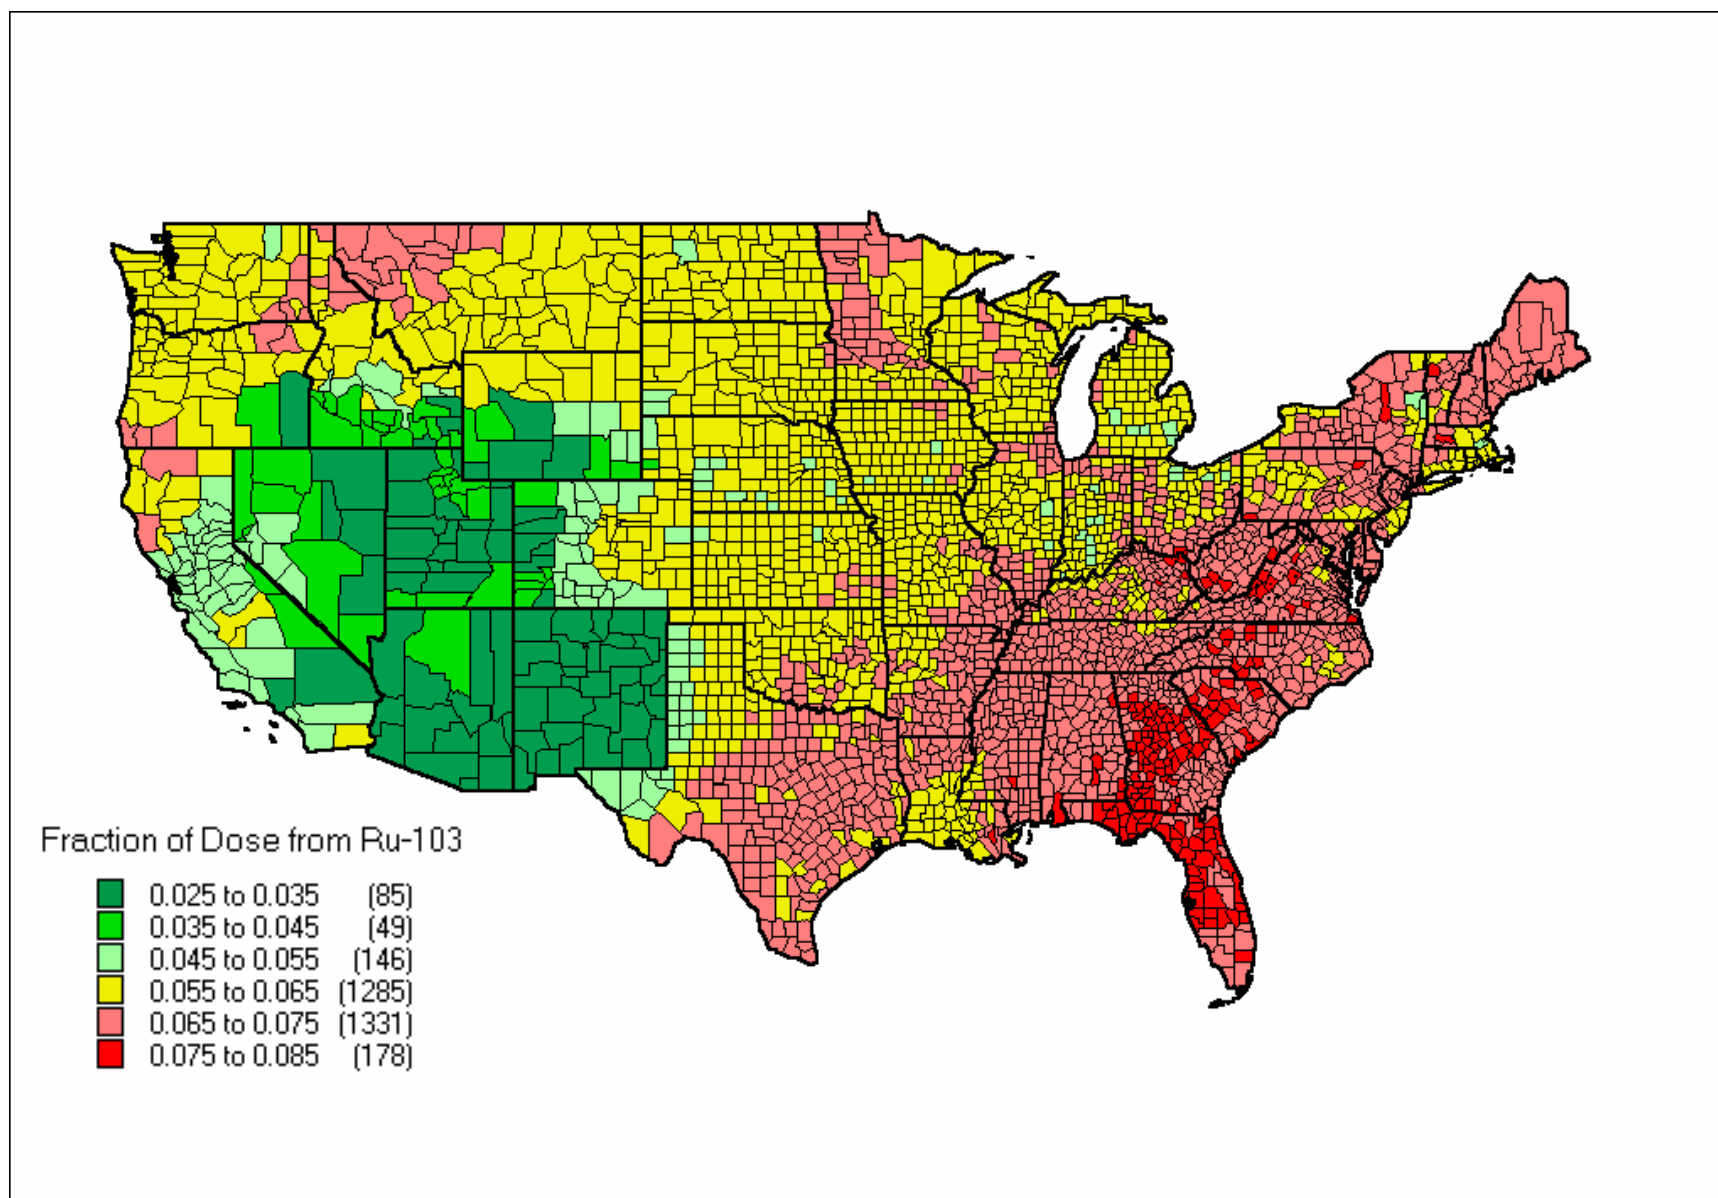 Fraction of Dose from Ru-103
0.025 to 0.035 (85)
0.035 to 0.045 (49)
0.045 to 0.055 (146)
0.055 to 0.065 (1285)
0.065 to 0.075 (1331)
0.075 to 0.085 (178)